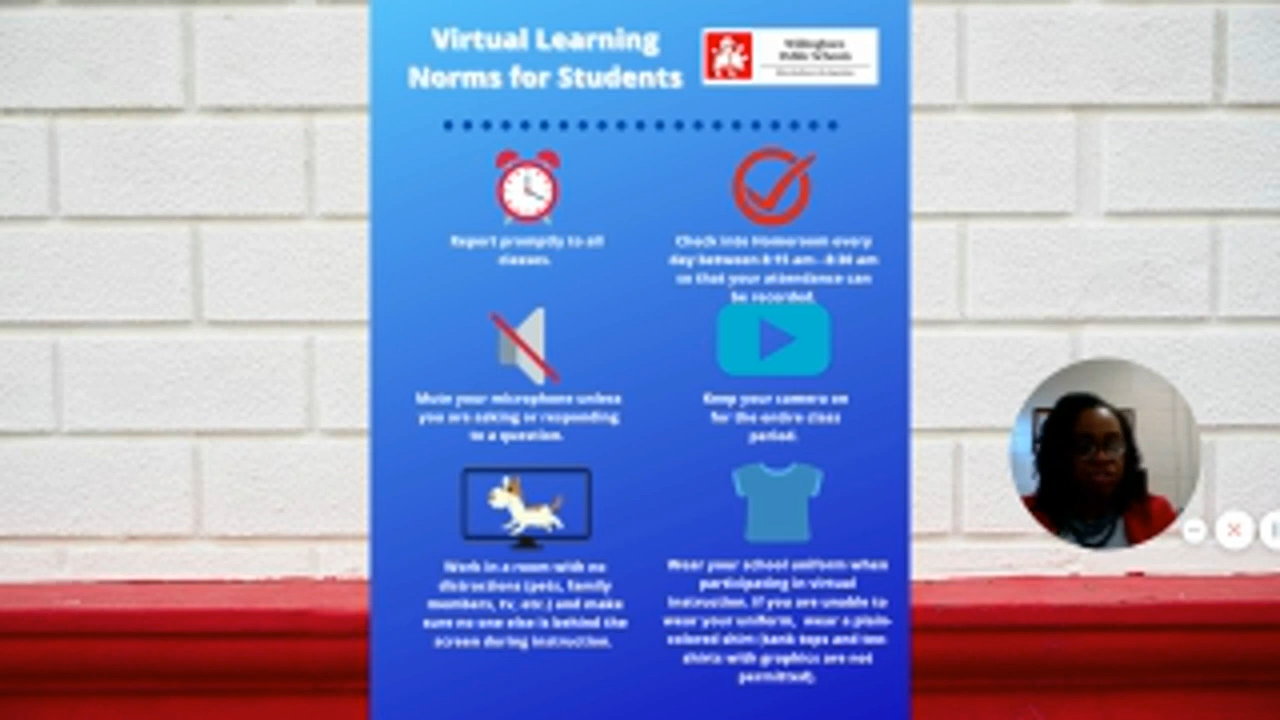 Virtual Learning
Norms for Students
Public Schools
Report promptly to all
classes.
Check into Homeroom every
day between 8:15 am - 8:30 am
so that your attendance can
be recorded.
Mute your microphone unless
you are asking or responding
to a question.
Keep your camera on
for the entire class
period.
Work in a room with no
distractions (pets, family
members, tv, etc.) and make
sure no one else is behind the
screen during instruction.
Wear your school uniform when
participating in virtual
instruction. If you are unable to
wear your uniform, wear a plain-
colored shirt (tank tops and tee
shirts with graphics are not
permitted).